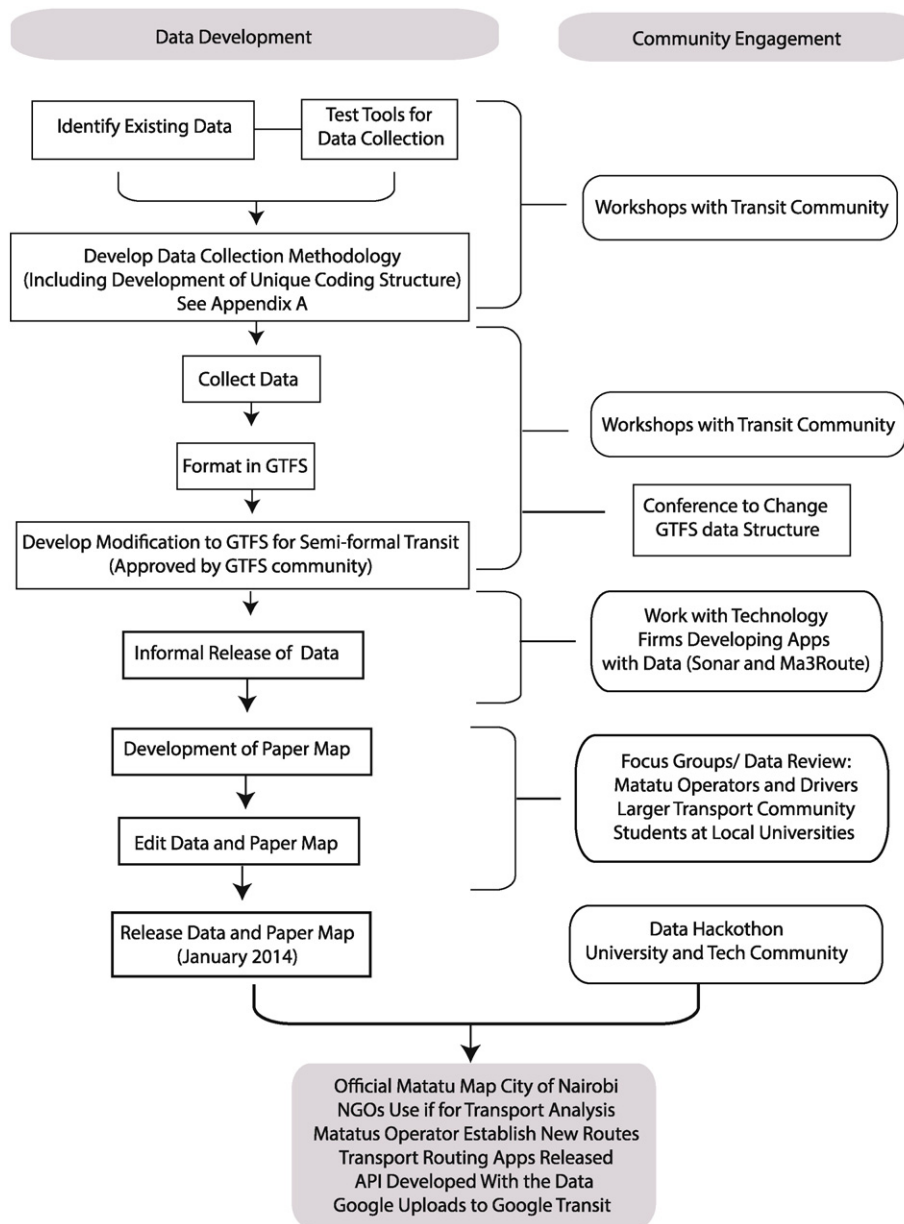 Data Development
Community Engagement
Identify Existing Data
Test Tools for
Data Collection
Workshops with Transit Community
Develop Data Collection Methodology
(Including Development of Unique Coding Structure)
See Appendix A
Collect Data
Workshops with Transit Community
Format in GTFS
Conference to Change
GTFS data Structure
Develop Modification to GTFS for Semi-formal Transit
(Approved by GTFS community)
Work with Technology
Firms Developing Apps
with Data (Sonar and Ma3Route)
Informal Release of Data
Development of Paper Map
Focus Groups/ Data Review:
Matatu Operators and Drivers
Larger Transport Community
Students at Local Universities
Edit Data and Paper Map
Release Data and Paper Map
(January 2014)
Data Hackothon
University and Tech Community
Official Matatu Map City of Nairobi
NGOs Use if for Transport Analysis
Matatus Operator Establish New Routes
Transport Routing Apps Released
API Developed With the Data
Google Uploads to Google Transit